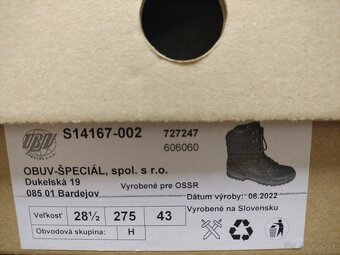 OBUV
S14167-002
727247
606060
OBUV-ŠPECIÁL, spol. s r.o.
Dukelská 19
085 01 Bardejov
Vyrobené pre OSSR
Dátum výroby: 06.2022
Veľkosť 28½ 275 43
Vyrobené na Slovensku
Obvodová skupina: H